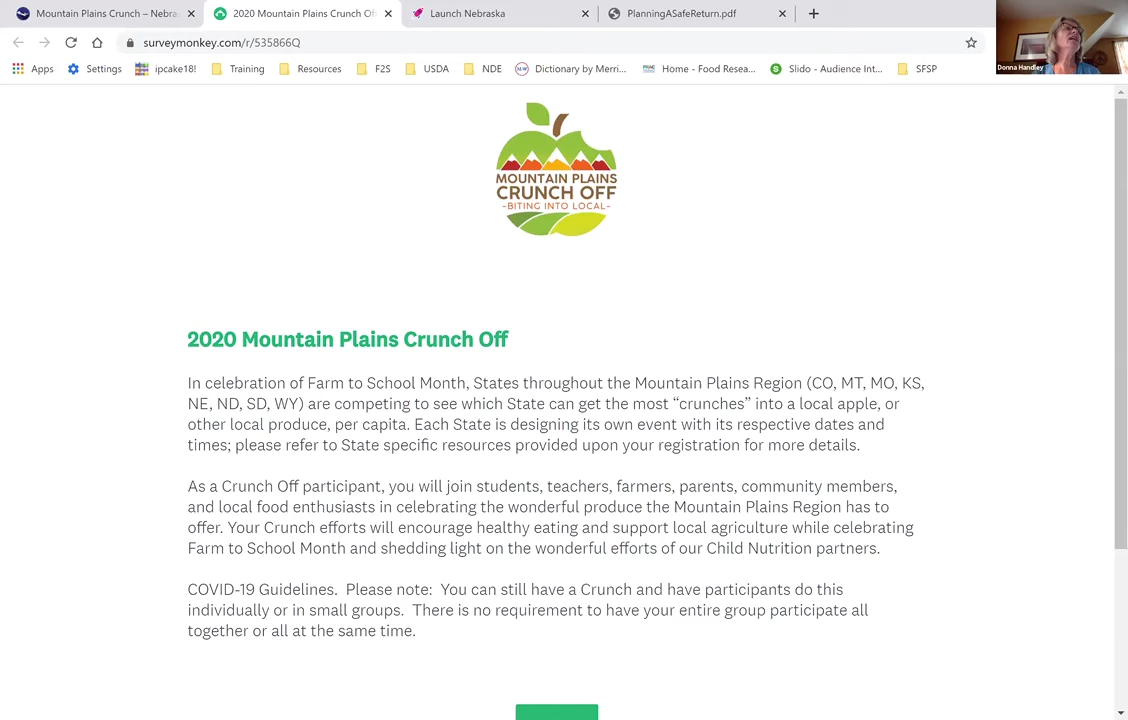 Mountain Plains Crunch – Nebra
2020 Mountain Plains Crunch Of
Launch Nebraska
PlanningASafeReturn.pdf
surveymonkey.com/r/535866Q
Apps
Settings
ipcake18!
Training
Resources
F2S
USDA
NDE
Dictionary by Merri...
Home - Food Resea...
Slido - Audience Int...
SFSP
Donna Handley
MOUNTAIN PLAINS
CRUNCH OFF
-BITING INTO LOCAL-
2020 Mountain Plains Crunch Off
In celebration of Farm to School Month, States throughout the Mountain Plains Region (CO, MT, MO, KS,
NE, ND, SD, WY) are competing to see which State can get the most “crunches” into a local apple, or
other local produce, per capita. Each State is designing its own event with its respective dates and
times; please refer to State specific resources provided upon your registration for more details.
As a Crunch Off participant, you will join students, teachers, farmers, parents, community members,
and local food enthusiasts in celebrating the wonderful produce the Mountain Plains Region has to
offer. Your Crunch efforts will encourage healthy eating and support local agriculture while celebrating
Farm to School Month and shedding light on the wonderful efforts of our Child Nutrition partners.
COVID-19 Guidelines.  Please note:  You can still have a Crunch and have participants do this
individually or in small groups.  There is no requirement to have your entire group participate all
together or all at the same time.